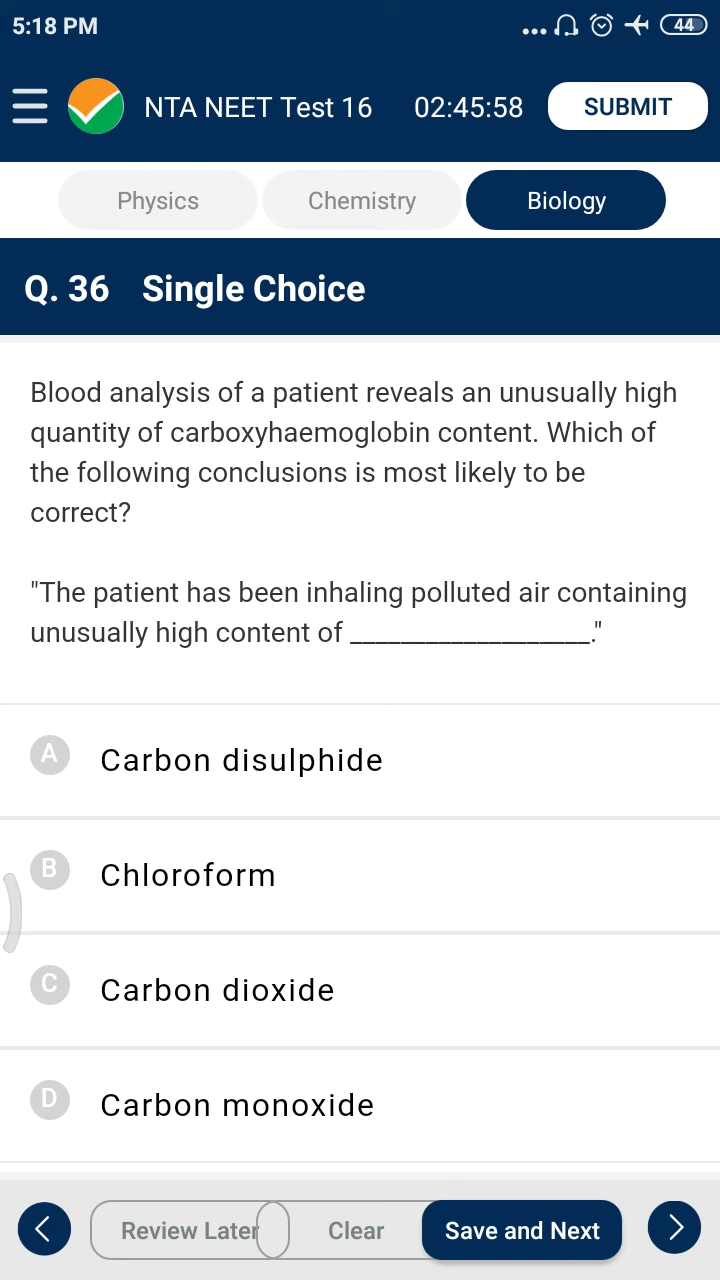 5:18 PM
44
NTA NEET Test 16 02:45:58 SUBMIT
Physics Chemistry Biology
Q. 36 Single Choice
Blood analysis of a patient reveals an unusually high
quantity of carboxyhaemoglobin content. Which of
the following conclusions is most likely to be
correct?
"The patient has been inhaling polluted air containing
unusually high content of ___________________."
A Carbon disulphide
B Chloroform
C Carbon dioxide
D Carbon monoxide
Review Later Clear Save and Next